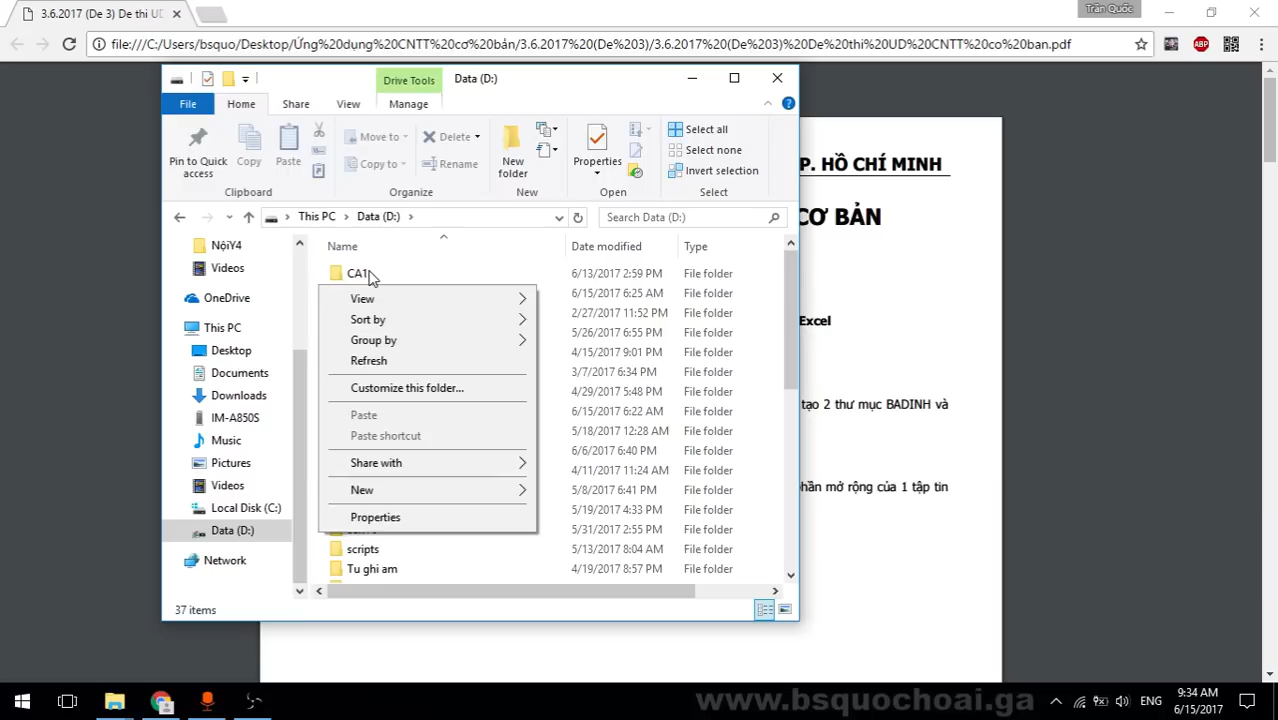 3.6.2017 (De 3) De thi UD
Trần Quốc
file:///C:/Users/bsquo/Desktop/Ứng%20dụng%20CNTT%20cơ%20bản/3.6.2017%20(De%203)/3.6.2017%20(De%203)%20De%20thi%20UD%20CNTT%20co%20ban.pdf
ABP
Drive Tools
Data (D:)
File
Home
Share
View
Manage
Pin to Quick access
Copy
Paste
Move to
Copy to
Delete
Rename
New folder
Properties
Select all
Select none
Invert selection
Clipboard
Organize
New
Open
Select
This PC
Data (D:)
Search Data (D:)
NộiY4
Videos
OneDrive
This PC
Desktop
Documents
Downloads
IM-A850S
Music
Pictures
Videos
Local Disk (C:)
Data (D:)
Network
Name
Date modified
Type
CA1
6/13/2017 2:59 PM
File folder
6/15/2017 6:25 AM
File folder
2/27/2017 11:52 PM
File folder
5/26/2017 6:55 PM
File folder
4/15/2017 9:01 PM
File folder
3/7/2017 6:34 PM
File folder
4/29/2017 5:48 PM
File folder
6/15/2017 6:22 AM
File folder
5/18/2017 12:28 AM
File folder
6/6/2017 6:40 PM
File folder
4/11/2017 11:24 AM
File folder
5/8/2017 6:41 PM
File folder
5/19/2017 4:33 PM
File folder
5/31/2017 2:55 PM
File folder
scripts
5/13/2017 8:04 AM
File folder
Tu ghi am
4/19/2017 8:57 PM
File folder
View
Sort by
Group by
Refresh
Customize this folder...
Paste
Paste shortcut
Share with
New
Properties
37 items
P. HỒ CHÍ MINH
CƠ BẢN
Excel
tạo 2 thư mục BADINH và
phần mở rộng của 1 tập tin
www.bsquochoai.ga
ENG
9:34 AM
6/15/2017